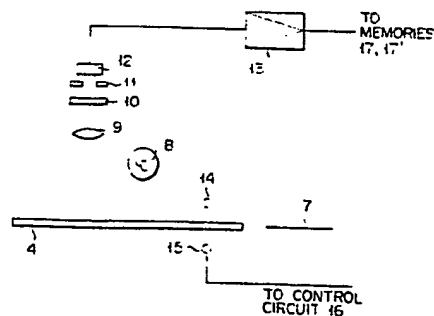 TO
MEMORIES
17, 17'
13
12
11
10
9
8
14
7
4
15
TO CONTROL
CIRCUIT 16